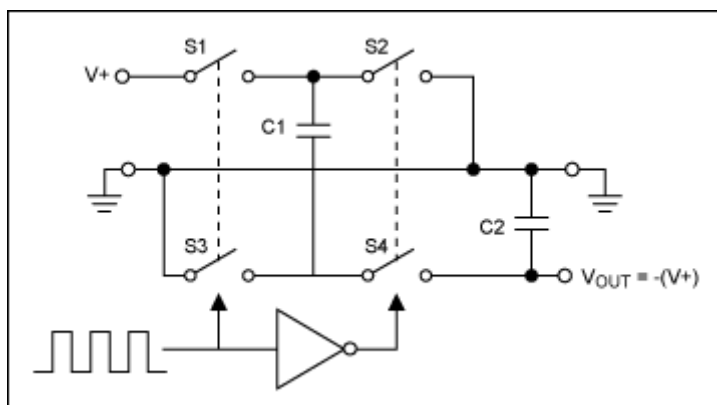 S1
S2
V+
C1
S3
S4
C2
VOUT = -(V+)